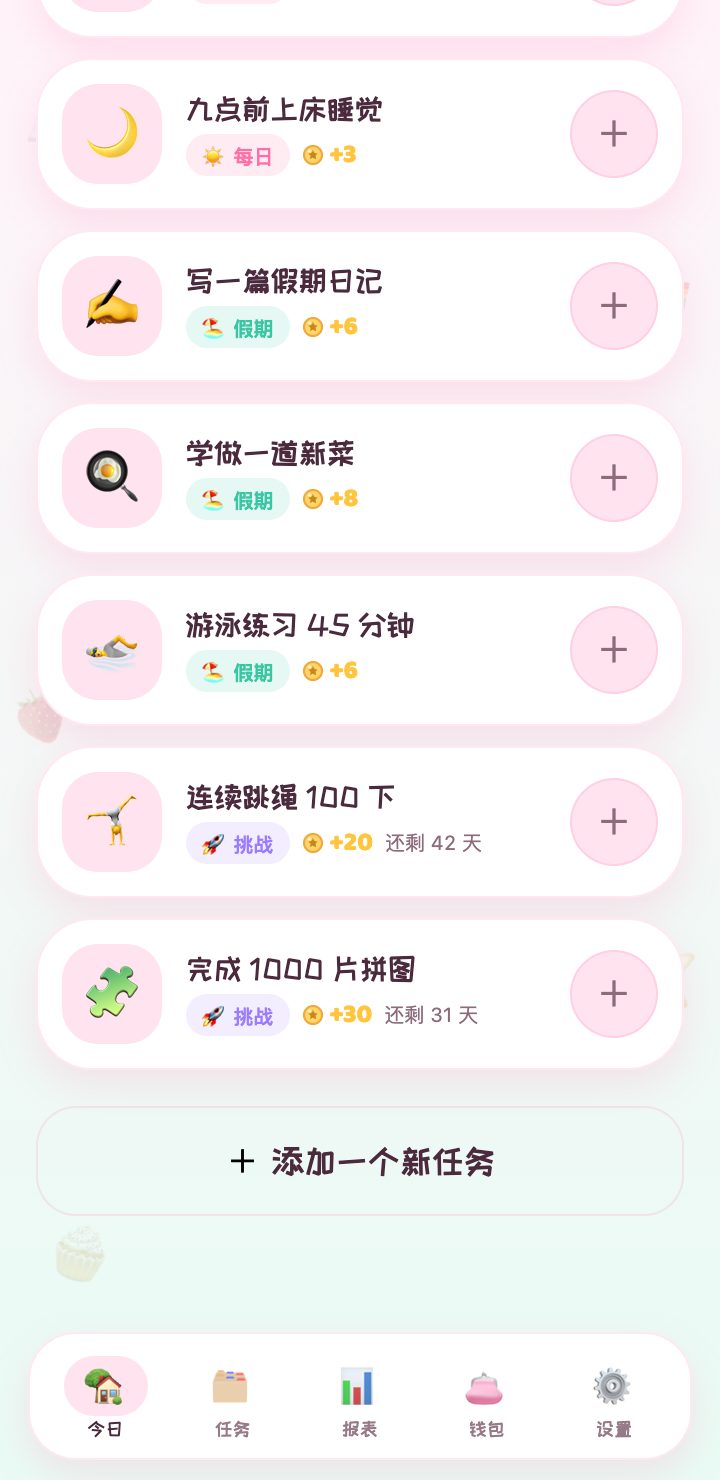 九点前上床睡觉
每日 +3
写一篇假期日记
假期 +6
学做一道新菜
假期 +8
游泳练习 45 分钟
假期 +6
连续跳绳 100 下
挑战 +20 还剩 42 天
完成 1000 片拼图
挑战 +30 还剩 31 天
+ 添加一个新任务
今日 任务 报表 钱包 设置